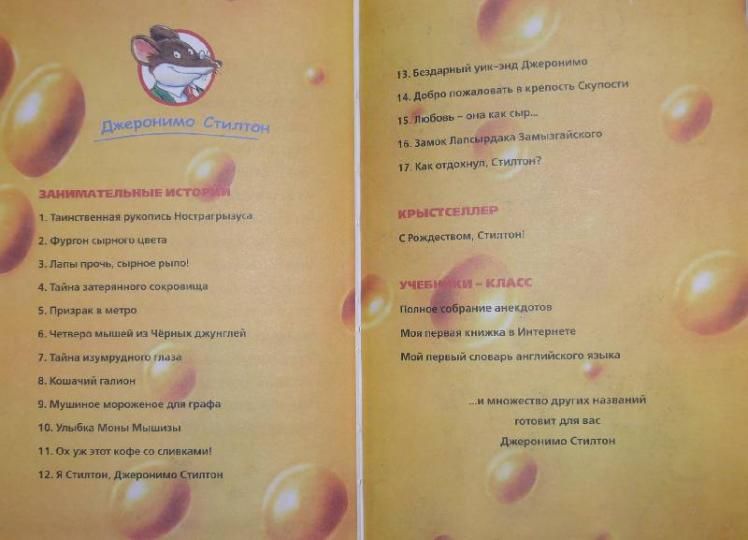 Джеронимо Стилтон
ЗАНИМАТЕЛЬНЫЕ ИСТОРИИ
1. Таинственная рукопись Нострагрызуса
2. Фургон сырного цвета
3. Лапы прочь, сырное рыло!
4. Тайна затерянного сокровища
5. Призрак в метро
6. Четверо мышей из Чёрных джунглей
7. Тайна изумрудного глаза
8. Кошачий галион
9. Мушиное мороженое для графа
10. Улыбка Моны Мышизы
11. Ох уж этот кофе со сливками!
12. Я Стилтон, Джеронимо Стилтон
13. Бездарный уик-энд Джеронимо
14. Добро пожаловать в крепость Скупости
15. Любовь – она как сыр...
16. Замок Лапсырдака Замызгайского
17. Как отдохнул, Стилтон?
КРЫСТСЕЛЛЕР
С Рождеством, Стилтон!
УЧЕБНИКИ – КЛАСС
Полное собрание анекдотов
Моя первая книжка в Интернете
Мой первый словарь английского языка
...и множество других названий
готовит для вас
Джеронимо Стилтон